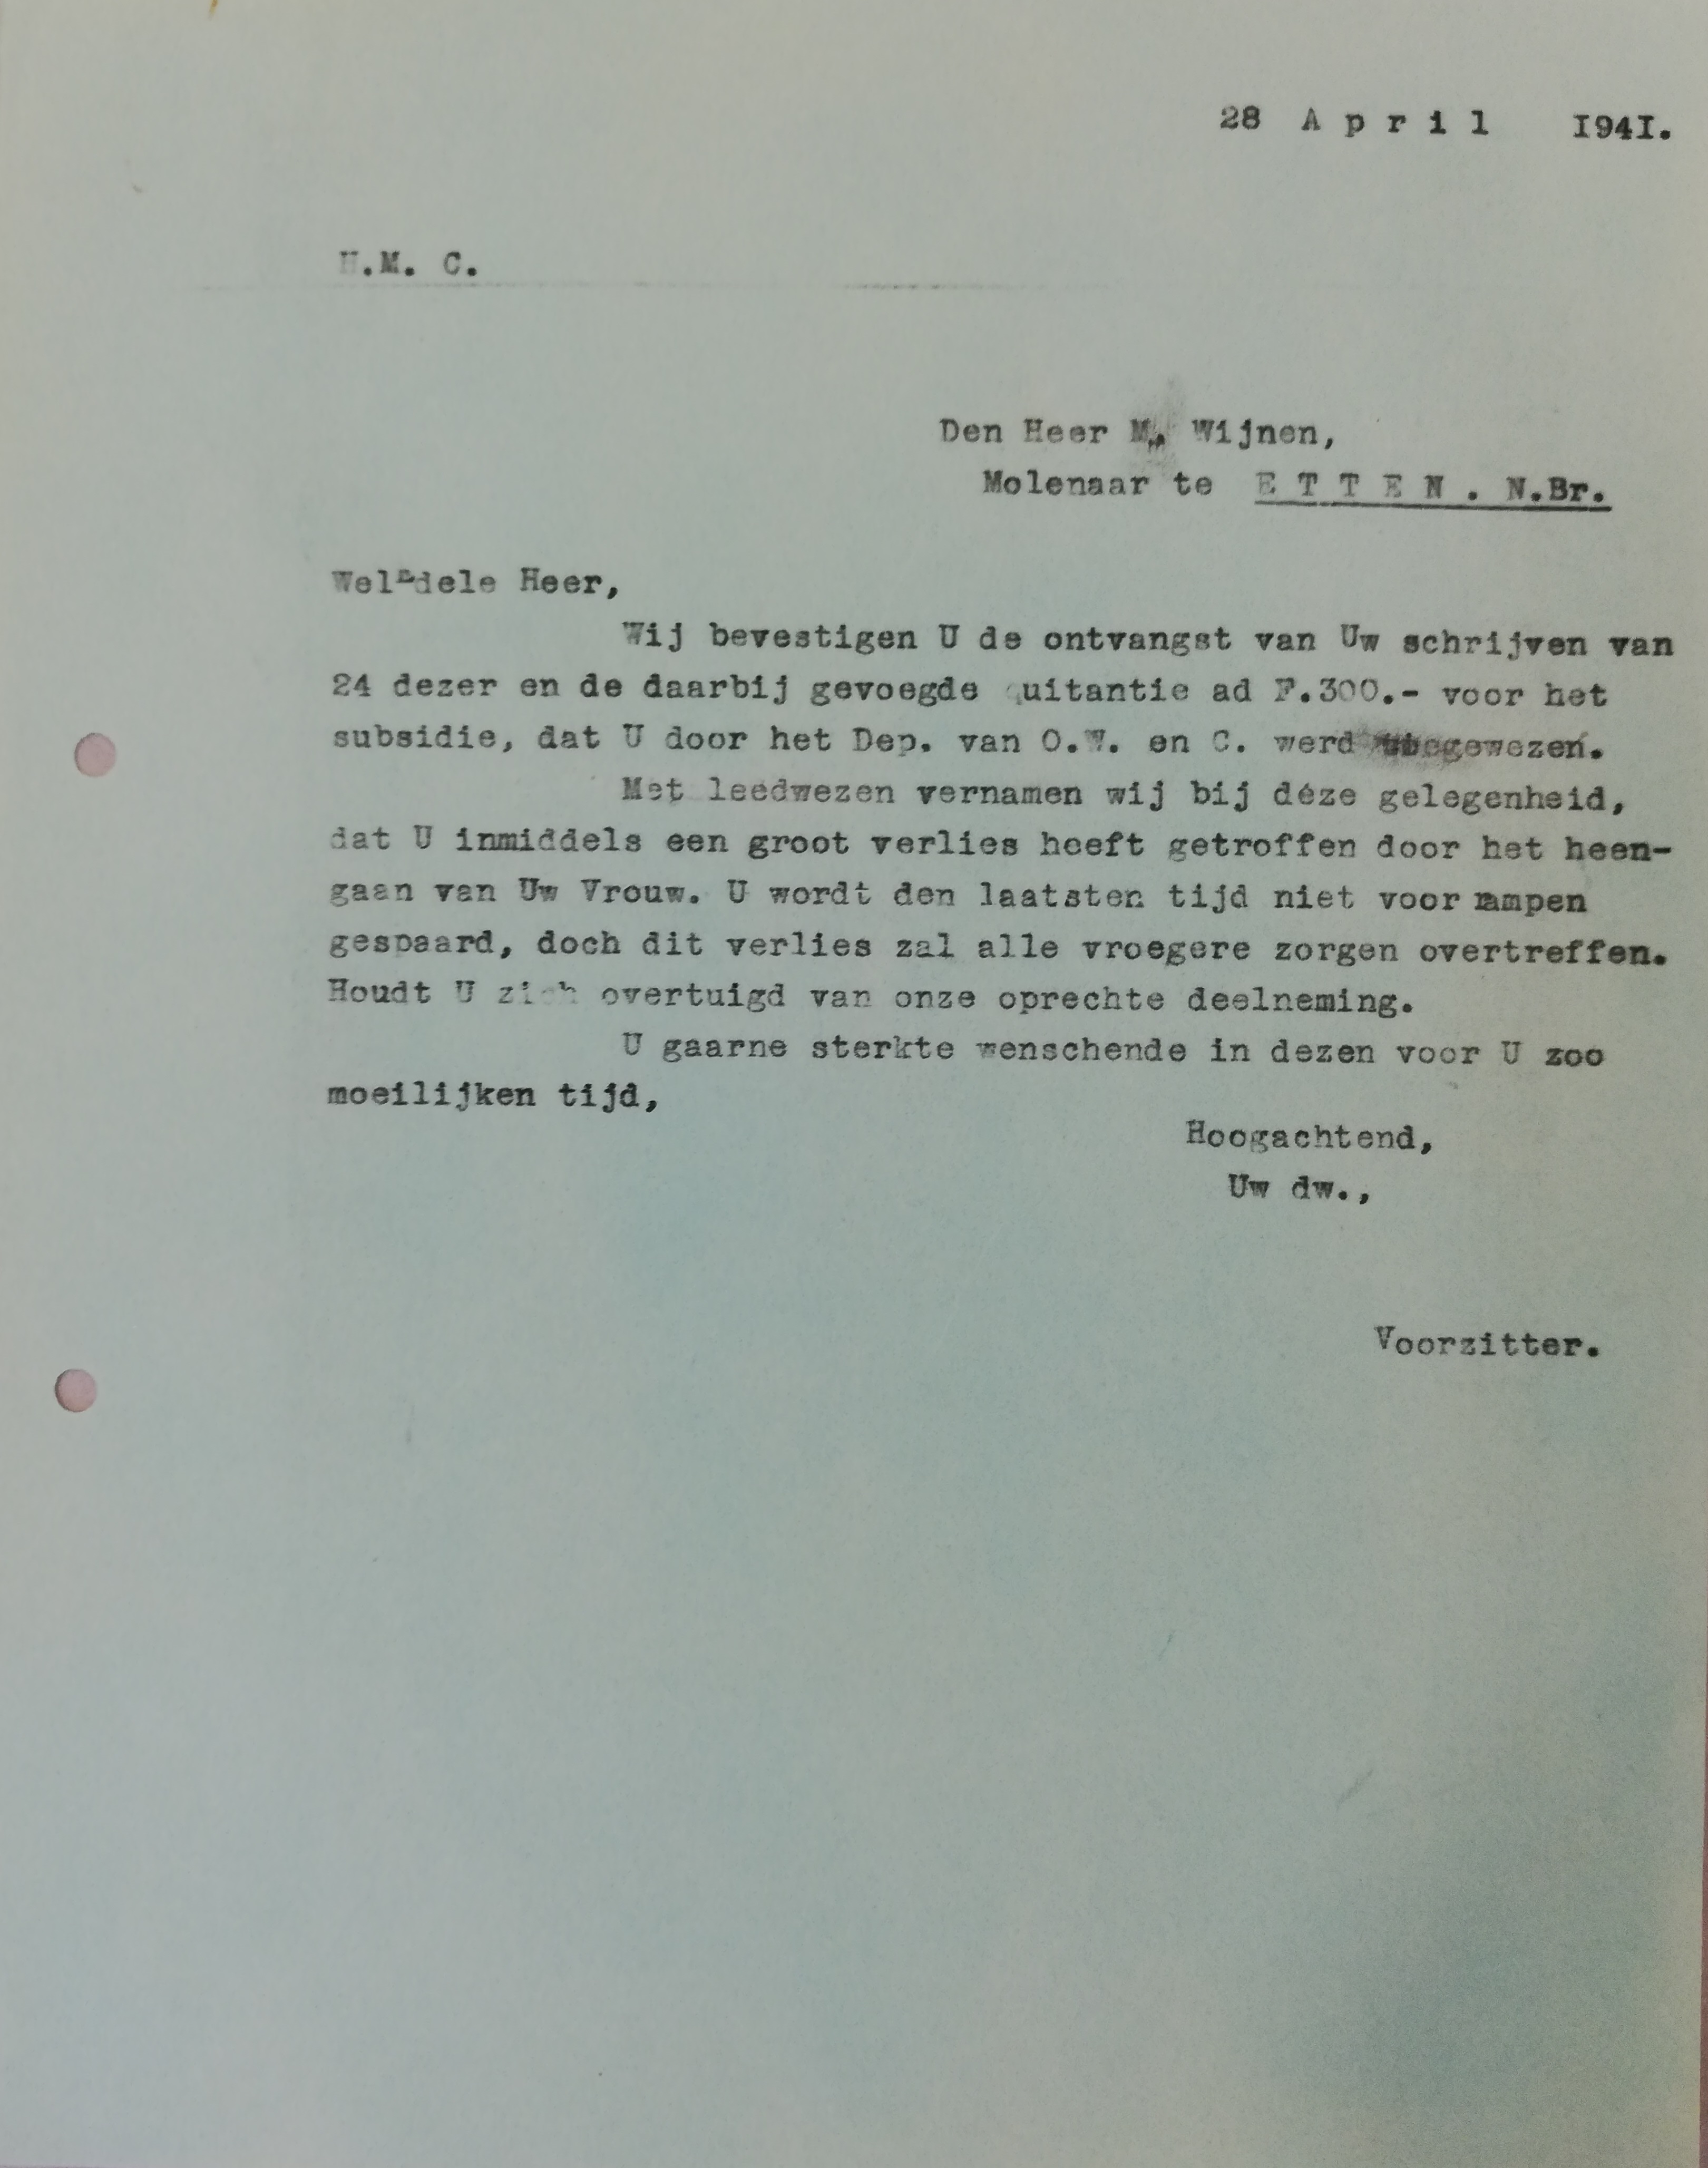 28 A p r i l I94I.
H.M. C.
Den Heer M. Wijnen,
Molenaar te E T T E N . N.Br.
WelEdele Heer,
Wij bevestigen U de ontvangst van Uw schrijven van
24 dezer en de daarbij gevoegde quitantie ad F.300.- voor het
subsidie, dat U door het Dep. van O.W. en C. werd toegewezen.
Met leedwezen vernamen wij bij deze gelegenheid,
dat U inmiddels een groot verlies heeft getroffen door het heen-
gaan van Uw Vrouw. U wordt den laatsten tijd niet voor rampen
gespaard, doch dit verlies zal alle vroegere zorgen overtreffen.
Houdt U zich overtuigd van onze oprechte deelneming.
U gaarne sterkte wenschende in dezen voor U zoo
moeilijken tijd,
Hoogachtend,
Uw dw.,
Voorzitter.